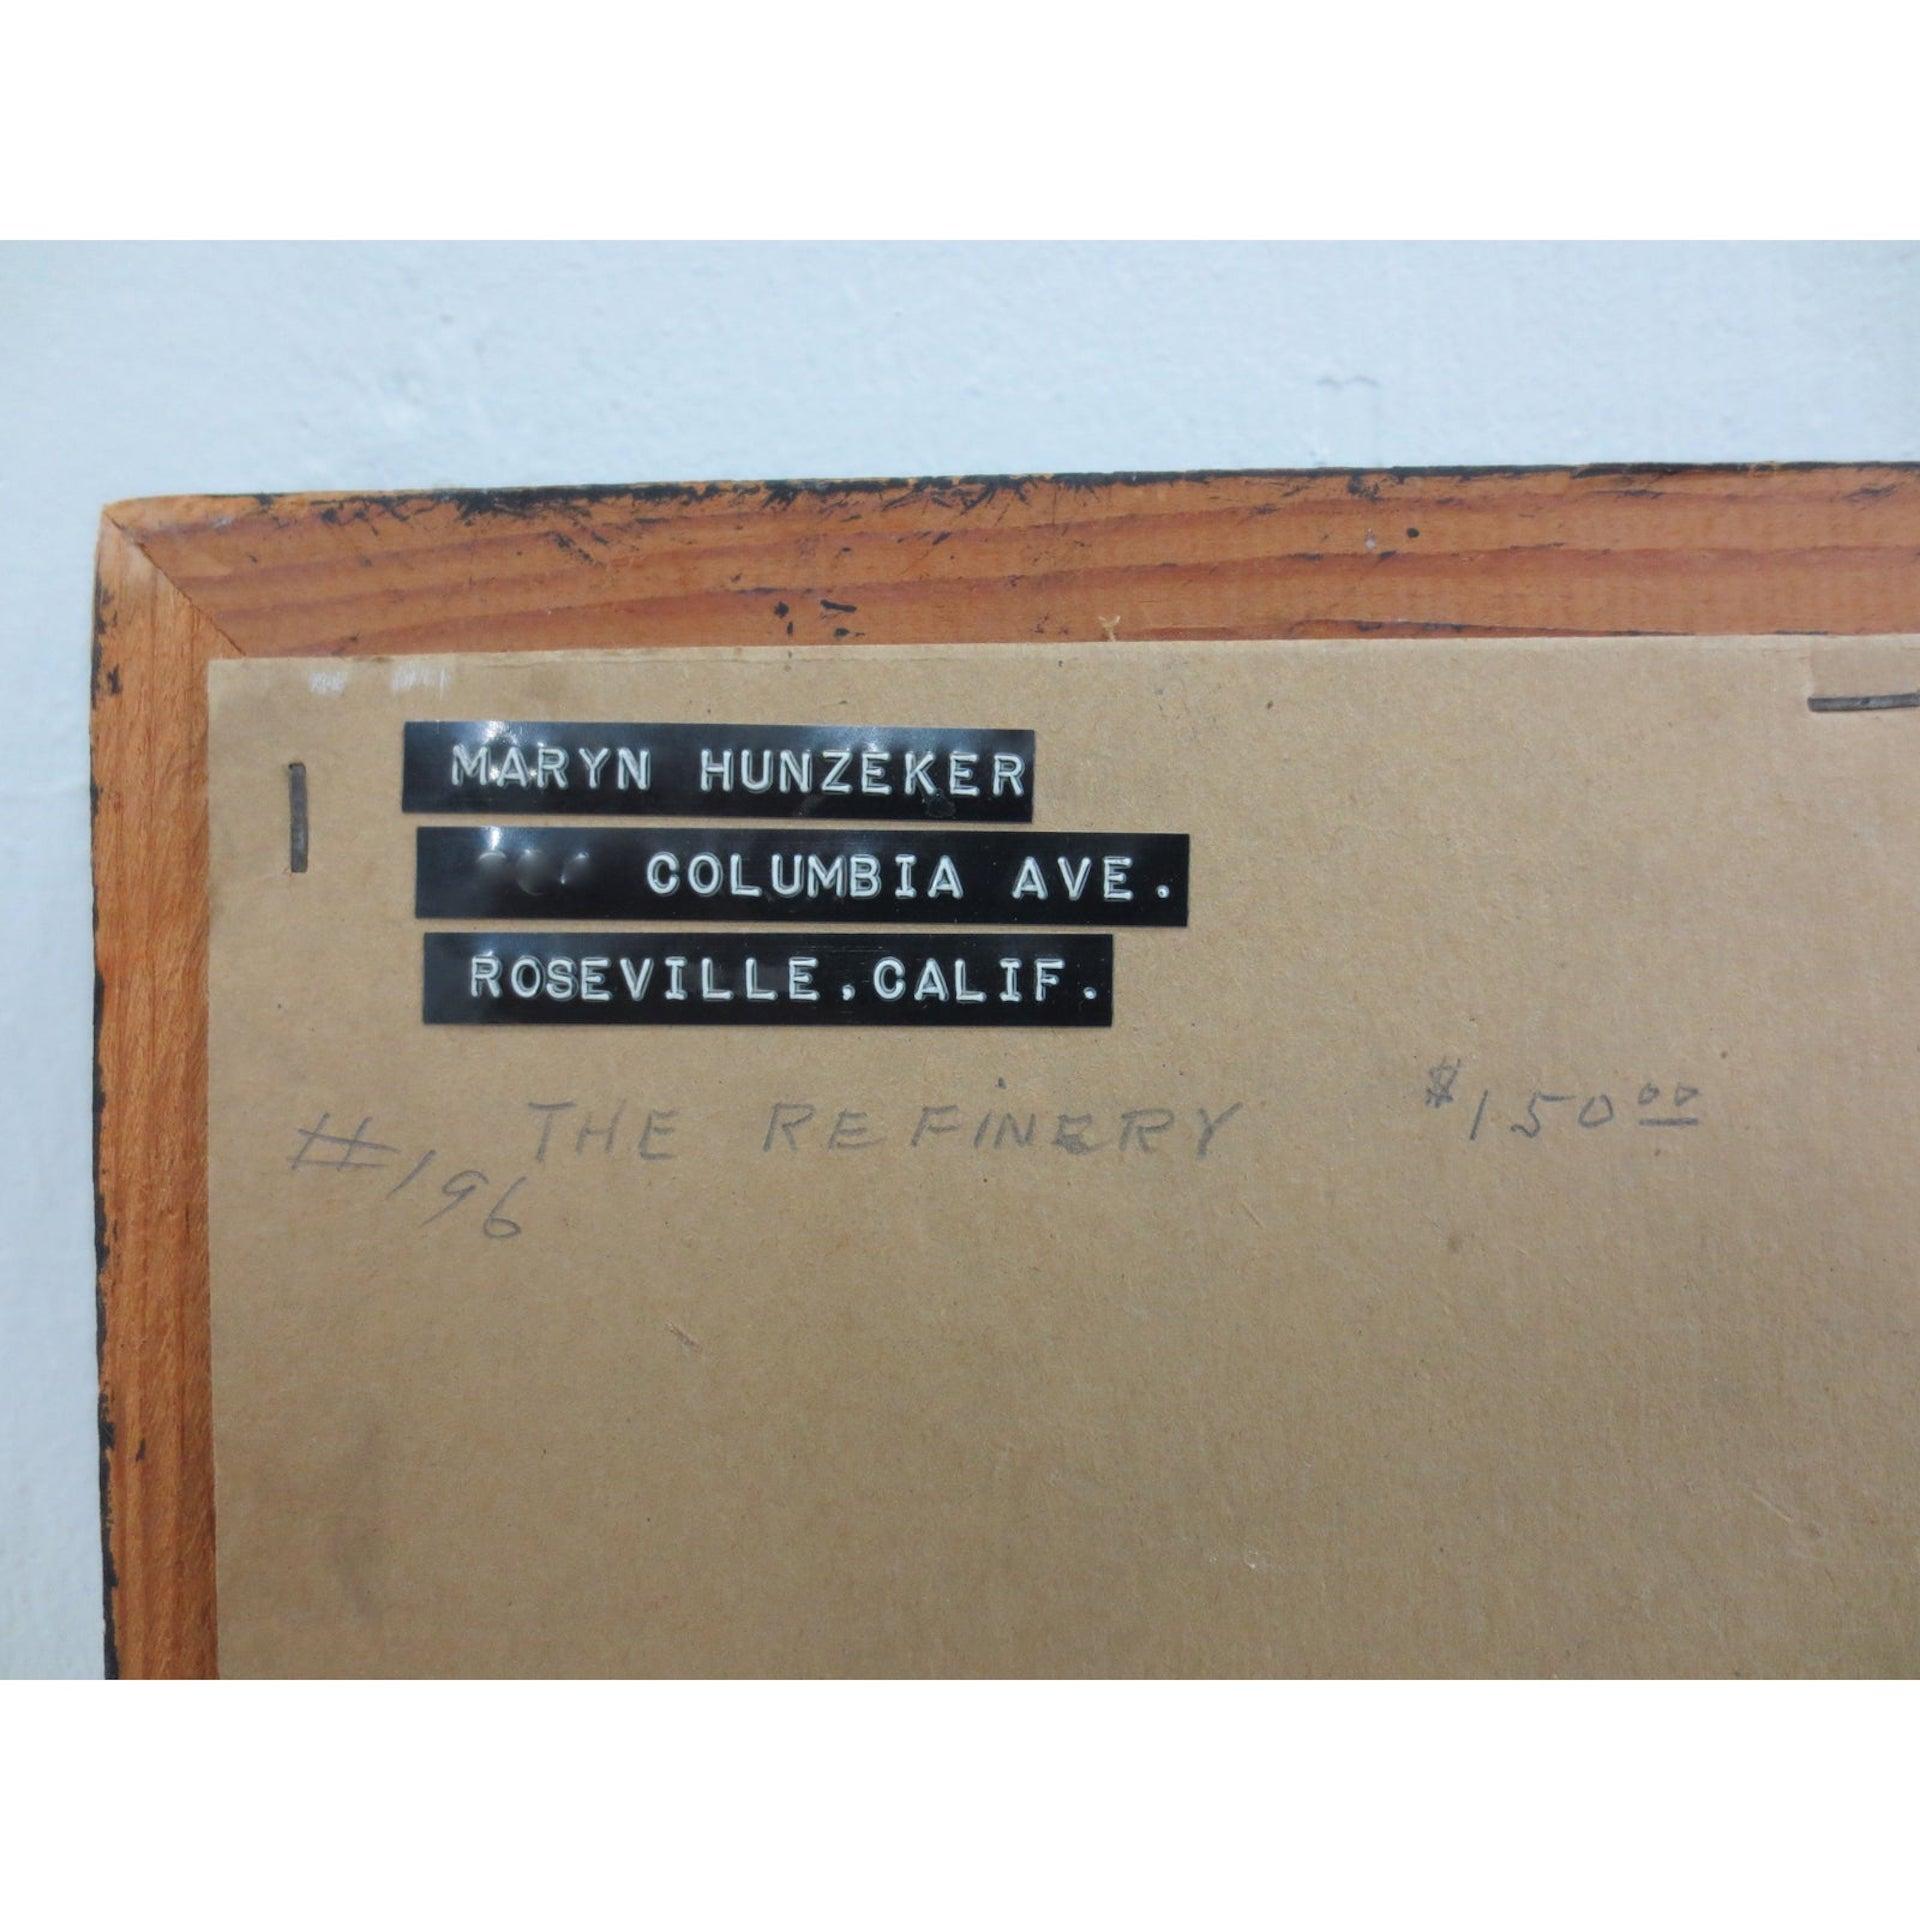 MARYN HUNZEKER
COLUMBIA AVE.
ROSEVILLE, CALIF.
THE REFINERY $150.00
#196